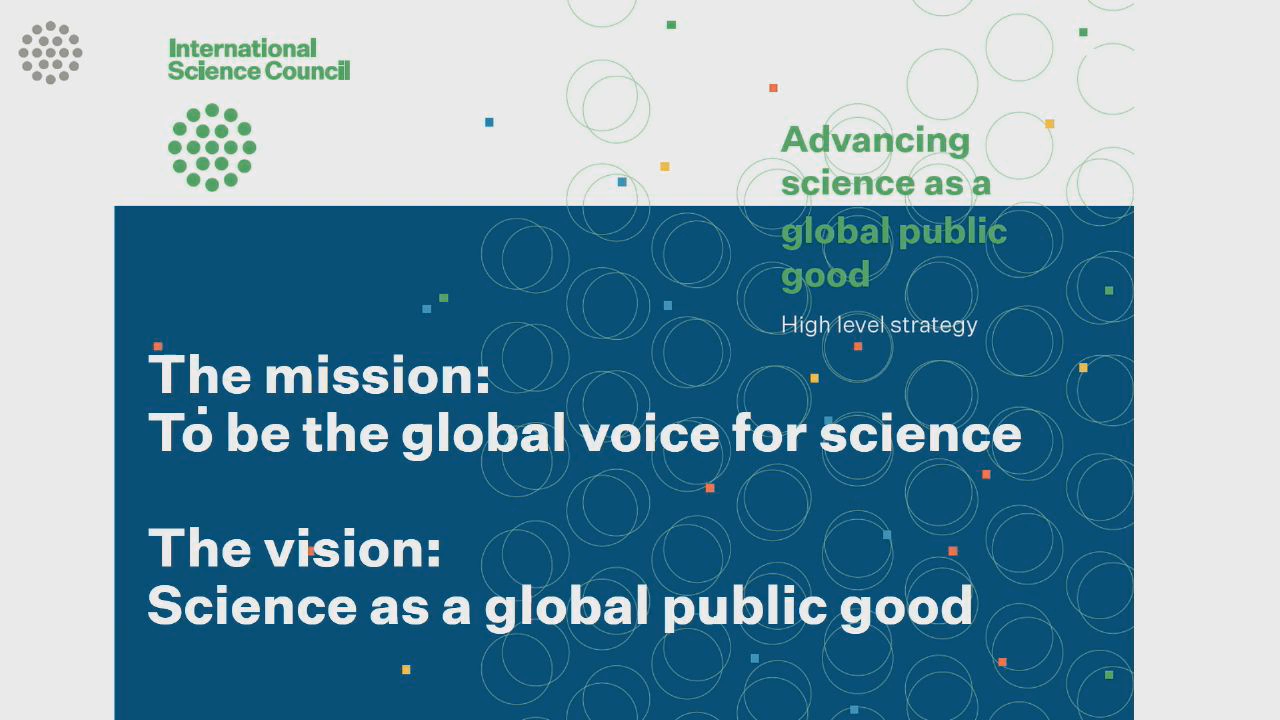 International
Science Council
Advancing
science as a
global public
good
High level strategy
The mission:
To be the global voice for science
The vision:
Science as a global public good